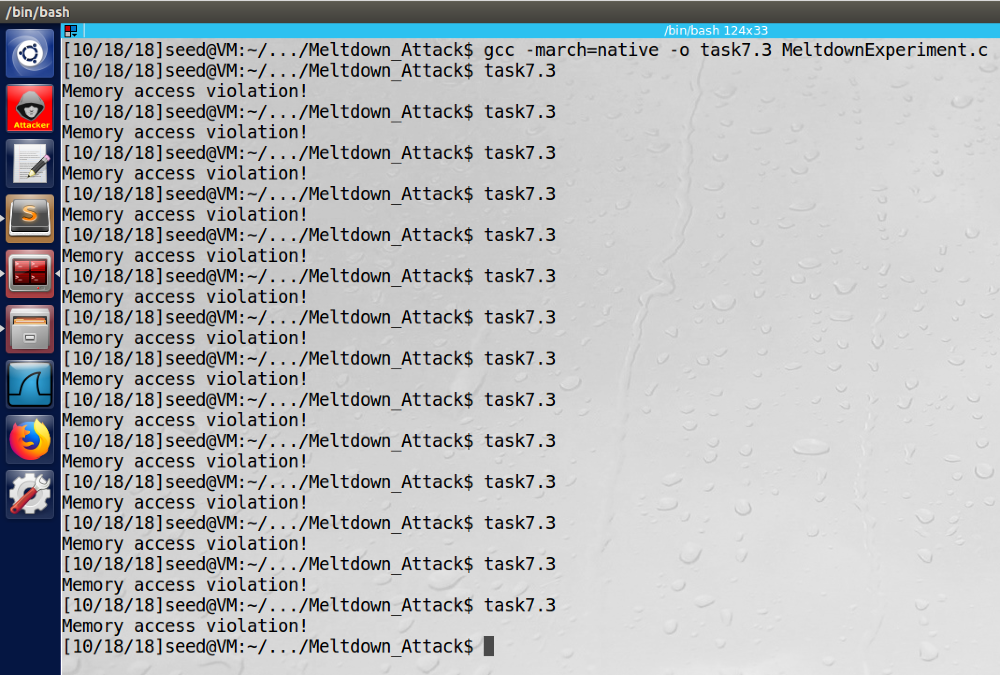 /bin/bash
/bin/bash 124x33
[10/18/18]seed@VM:~/.../Meltdown_Attack$ gcc -march=native -o task7.3 MeltdownExperiment.c
[10/18/18]seed@VM:~/.../Meltdown_Attack$ task7.3
Memory access violation!
[10/18/18]seed@VM:~/.../Meltdown_Attack$ task7.3
Memory access violation!
[10/18/18]seed@VM:~/.../Meltdown_Attack$ task7.3
Memory access violation!
[10/18/18]seed@VM:~/.../Meltdown_Attack$ task7.3
Memory access violation!
[10/18/18]seed@VM:~/.../Meltdown_Attack$ task7.3
Memory access violation!
[10/18/18]seed@VM:~/.../Meltdown_Attack$ task7.3
Memory access violation!
[10/18/18]seed@VM:~/.../Meltdown_Attack$ task7.3
Memory access violation!
[10/18/18]seed@VM:~/.../Meltdown_Attack$ task7.3
Memory access violation!
[10/18/18]seed@VM:~/.../Meltdown_Attack$ task7.3
Memory access violation!
[10/18/18]seed@VM:~/.../Meltdown_Attack$ task7.3
Memory access violation!
[10/18/18]seed@VM:~/.../Meltdown_Attack$ task7.3
Memory access violation!
[10/18/18]seed@VM:~/.../Meltdown_Attack$ task7.3
Memory access violation!
[10/18/18]seed@VM:~/.../Meltdown_Attack$ task7.3
Memory access violation!
[10/18/18]seed@VM:~/.../Meltdown_Attack$ task7.3
Memory access violation!
[10/18/18]seed@VM:~/.../Meltdown_Attack$
Attacker
S